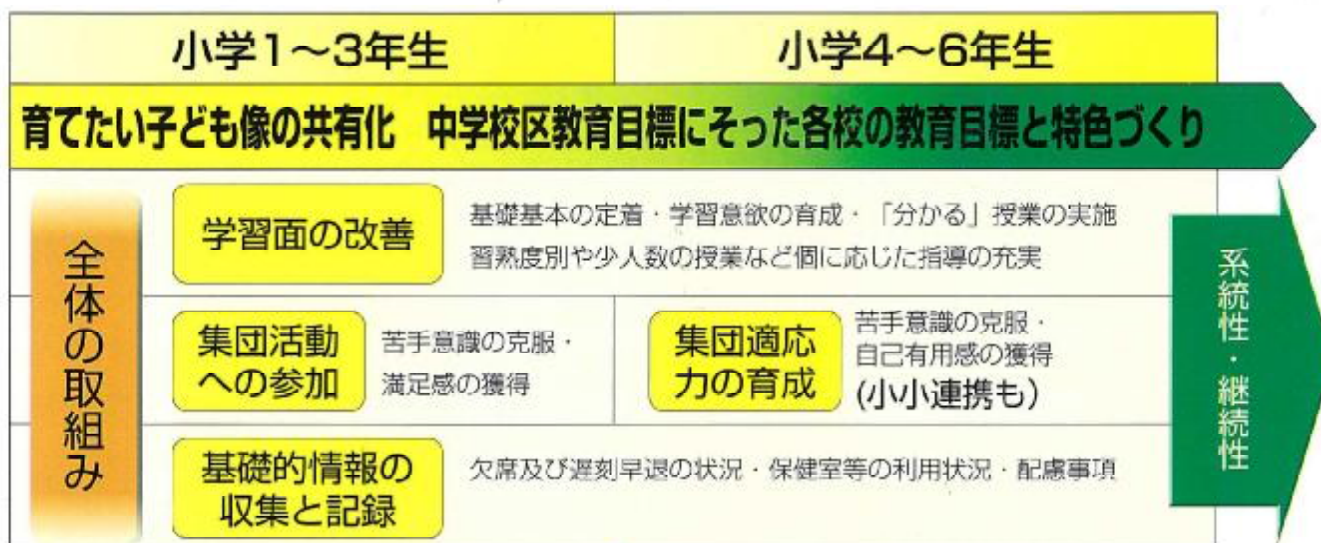 小学1～3年生
小学4～6年生
育てたい子ども像の共有化　中学校区教育目標にそった各校の教育目標と特色づくり
全体の取組み
学習面の改善
基礎基本の定着・学習意欲の育成・「分かる」授業の実施
習熟度別や少人数の授業など個に応じた指導の充実
集団活動
への参加
苦手意識の克服・
満足感の獲得
集団適応
力の育成
苦手意識の克服・
自己有用感の獲得
(小小連携も)
基礎的情報の
収集と記録
欠席及び遅刻早退の状況・保健室等の利用状況・配慮事項
系統性・継続性